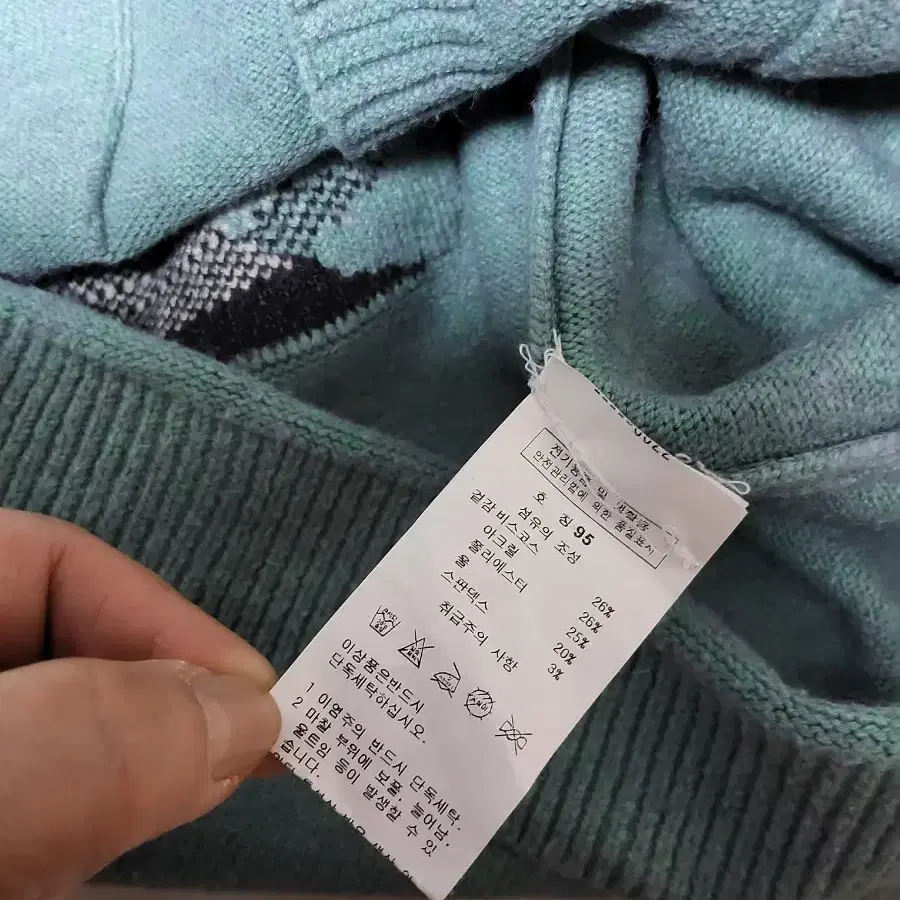 0022
전기용품 및 생활용품
안전관리법에 의한 품질표시
호 칭 95
섬유의 조성
겉감 비스코스 26%
아크릴 26%
폴리에스터 25%
울 20%
스판덱스 3%
취급주의 사항
이상품은반드시
단독세탁하십시오.
1 이염주의 반드시 단독세탁.
2 마찰 부위에 보풀, 늘어남,
올트임 등이 발생할 수 있
습니다.